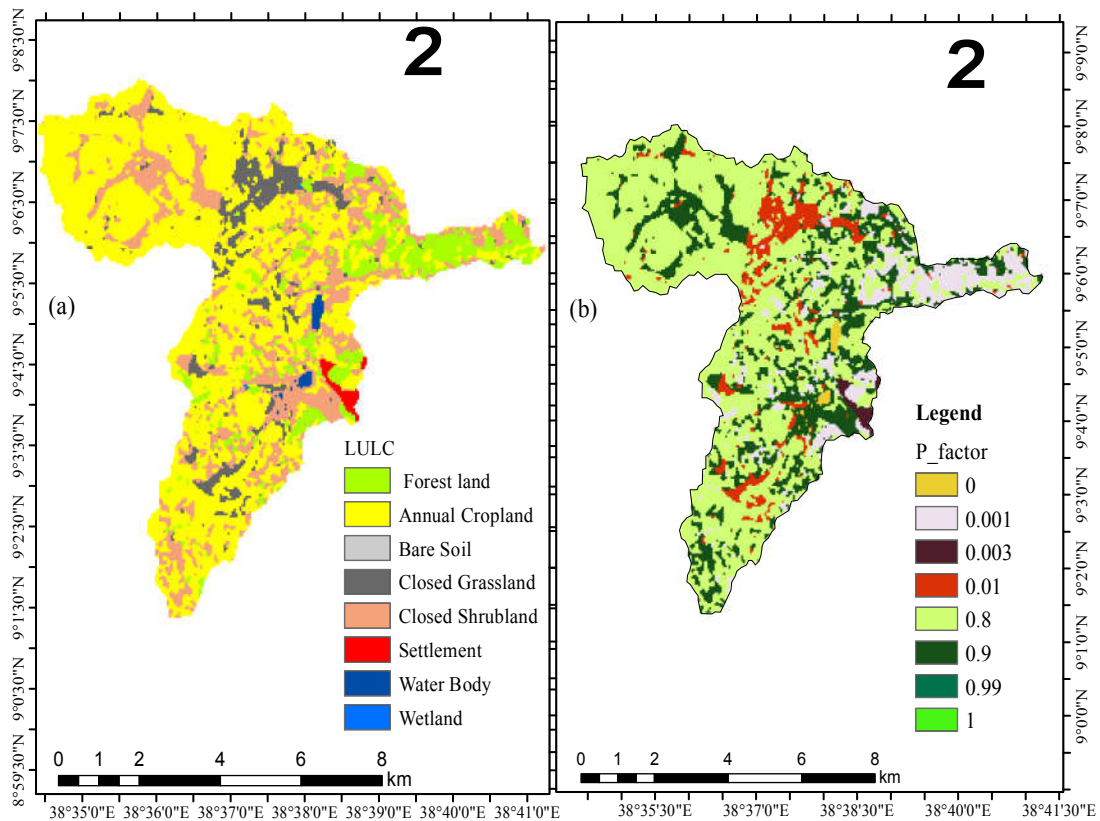 2
9°8'30"N
9°7'30"N
9°6'30"N
9°5'30"N
9°4'30"N
9°3'30"N
9°2'30"N
9°1'30"N
9°0'30"N
8°59'30"N
(a)
LULC
Forest land
Annual Cropland
Bare Soil
Closed Grassland
Closed Shrubland
Settlement
Water Body
Wetland
0 1 2 4 6 8
km
38°35'0"E 38°36'0"E 38°37'0"E 38°38'0"E 38°39'0"E 38°40'0"E 38°41'0"E
2
9°9'0"N
9°8'0"N
9°7'0"N
9°6'0"N
9°5'0"N
9°4'0"N
9°3'0"N
9°2'0"N
9°1'0"N
9°0'0"N
(b)
Legend
P_factor
0
0.001
0.003
0.01
0.8
0.9
0.99
1
0 1 2 4 6 8
km
38°35'30"E 38°37'0"E 38°38'30"E 38°40'0"E 38°41'30"E